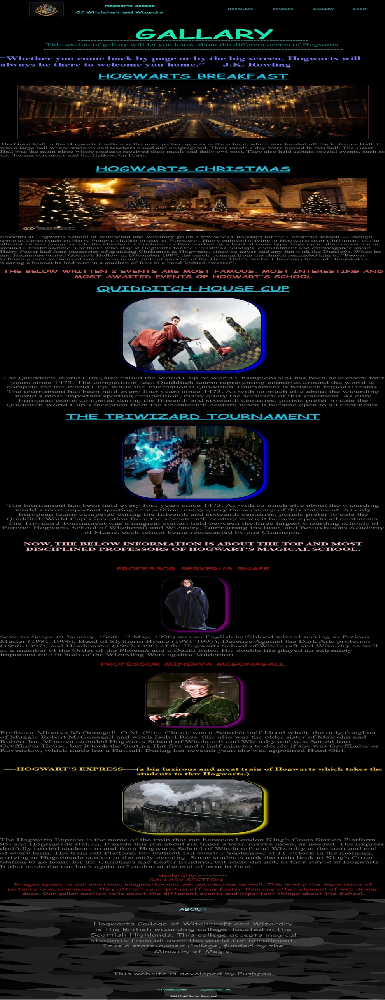 Hogwarts college
Of Witchchart and Wizardry
HOGWARTS COURSES GALLERY LOGIN
GALLARY
This section of gallary will let you know about the different events of Hogwarts.
“Whether you come back by page or by the big screen, Hogwarts will
always be there to welcome you home.” — J.K. Rowling
HOGWARTS BREAKFAST
The Great Hall in the Hogwarts Castle was the main gathering area in the school, which was located off the Entrance Hall. It
was a large hall where students and teachers dined and congregated. Three meals a day were hosted in this hall. The Great
Hall was the main place where students received their meals and daily owl put. They also held certain special events, such as
the Sorting ceremony and the Hallowe'en Feast.
HOGWARTS CHRISTMAS
Students at Hogwarts School of Witchcraft and Wizardry go on a few weeks' holidays for the Christmas season — though
some students (such as Harry Potter), choose to stay at Hogwarts. Harry enjoyed staying at Hogwarts over Christmas, as the
alternative was going back to the Dursleys. Christmas is often marked by a feast of some type. Eggnog is often served on or
around Christmas-time. For those who stay at Hogwarts for the Christmas holidays, enchantment and extravagance await.
Harry Potter had fond memories of spending Christmas at Hogwarts, since he never had any fun with the Dursleys. When he
and Hermione visited Godric’s Hollow in December 1997, the carols coming from the church reminded him of “Peeves
bellowing rude versions of carols from inside suits of armour, of the Great Hall’s twelve Christmas trees, of Dumbledore
wearing a bonnet he had won in a cracker, of Ron in a hand-knitted sweater”.
THE BELOW WRITTEN 2 EVENTS ARE MOST FAMOUS, MOST INTERESTING AND
MOST AWAITED EVENTS OF HOGWART'S SCHOOL
QUIDDITCH HOUSE CUP
The Quidditch World Cup (also called the World Cup or World Championship) has been held every four
years since 1473. The competition sees Quidditch teams representing countries around the world to
compete for the World Cup, while the International Quidditch Tournament is between regional teams.
The tournament has been held every four years since 1473. As with so much else about the wizarding
world’s most important sporting competition, many query the accuracy of this statement. As only
European teams competed during the fifteenth and sixteenth centuries, purists prefer to date the
Quidditch World Cup’s inception from the seventeenth century when it became open to all continents.
THE TRIWIZARD TOURNAMENT
The tournament has been held every four years since 1473. As with so much else about the wizarding
world’s most important sporting competition, many query the accuracy of this statement. As only
European teams competed during the fifteenth and sixteenth centuries, purists prefer to date the
Quidditch World Cup’s inception from the seventeenth century when it became open to all continents.
The Triwizard Tournament was a magical contest held between the three largest wizarding schools of
Europe: Hogwarts School of Witchcraft and Wizardry, Durmstrang Institute, and Beauxbatons Academy
of Magic, each school being represented by one Champion.
NOW, THE BELOW INFORMATION IS ABOUT THE TOP AND MOST
DISCIPLINED PROFESSORS OF HOGWART'S MAGICAL SCHOOL.
PROFESSOR SERVERUS SNAPE
Severus Snape (9 January, 1960 – 2 May, 1998) was an English half-blood wizard serving as Potions
Master (1981-1996), Head of Slytherin House (1981-1997), Defence Against the Dark Arts professor
(1996-1997), and Headmaster (1997-1998) of the Hogwarts School of Witchcraft and Wizardry as well
as a member of the Order of the Phoenix and a Death Eater. His double life played an extremely
important role in both of the Wizarding Wars against Voldemort
PROFESSOR MINERVA MCGONAGALL
Professor Minerva McGonagall, O.M. (First Class), was a Scottish half-blood witch, the only daughter
of Muggle Robert McGonagall and witch Isobel Ross. She also was the older sister of Malcolm and
Robert Jnr. Minerva attended Hogwarts School of Witchcraft and Wizardry and was Sorted into
Gryffindor House, but it took the Sorting Hat five and a half minutes to decide if she was Gryffindor or
Ravenclaw, which made her a Hatstall. During her seventh year, she was appointed Head Girl.
----HOGWART'S EXPRESS----(a big luxirous and great train of Hogwarts which takes the
students to thw Hogwarts.)
The Hogwarts Express is the name of the train that ran between London King's Cross Station Platform
9¾ and Hogsmeade station. It made this run about six times a year, maybe more, as needed. The Express
dutifully carried students to and from Hogwarts School of Witchcraft and Wizardry at the start and end
of every term. The train left Platform 9¾ without fail every 1 September at 11 o'clock in the morning,
arriving at Hogsmeade station in the early evening. Some students took the train back to King's Cross
Station to go home for the Christmas and Easter holidays, but some did not, as they stayed at Hogwarts.
It also made the run back again to London at the end of term in June.
declaration---------
GALLARY SECTION ----
Images speak to our emotions, imagination and our unconscious as well. This is why the importance of
pictures is so enormous – they attract us or put us off way faster than any other element of web design
does. Our gallar section tells about the different events and important thingd about the School.
ABOUT
Hogwarts College of Witchcraft and Wizardry
is the British wizarding college, located in the
Scottish Highlands. This college accepts magical
students from all over the world for enrollment.
It is a state-owned College, funded by the
Ministry of Magic.
This website is developed by Pushpak.
+91 00000000000 Platform No:- 9¾
©2020 All Rights Reserved